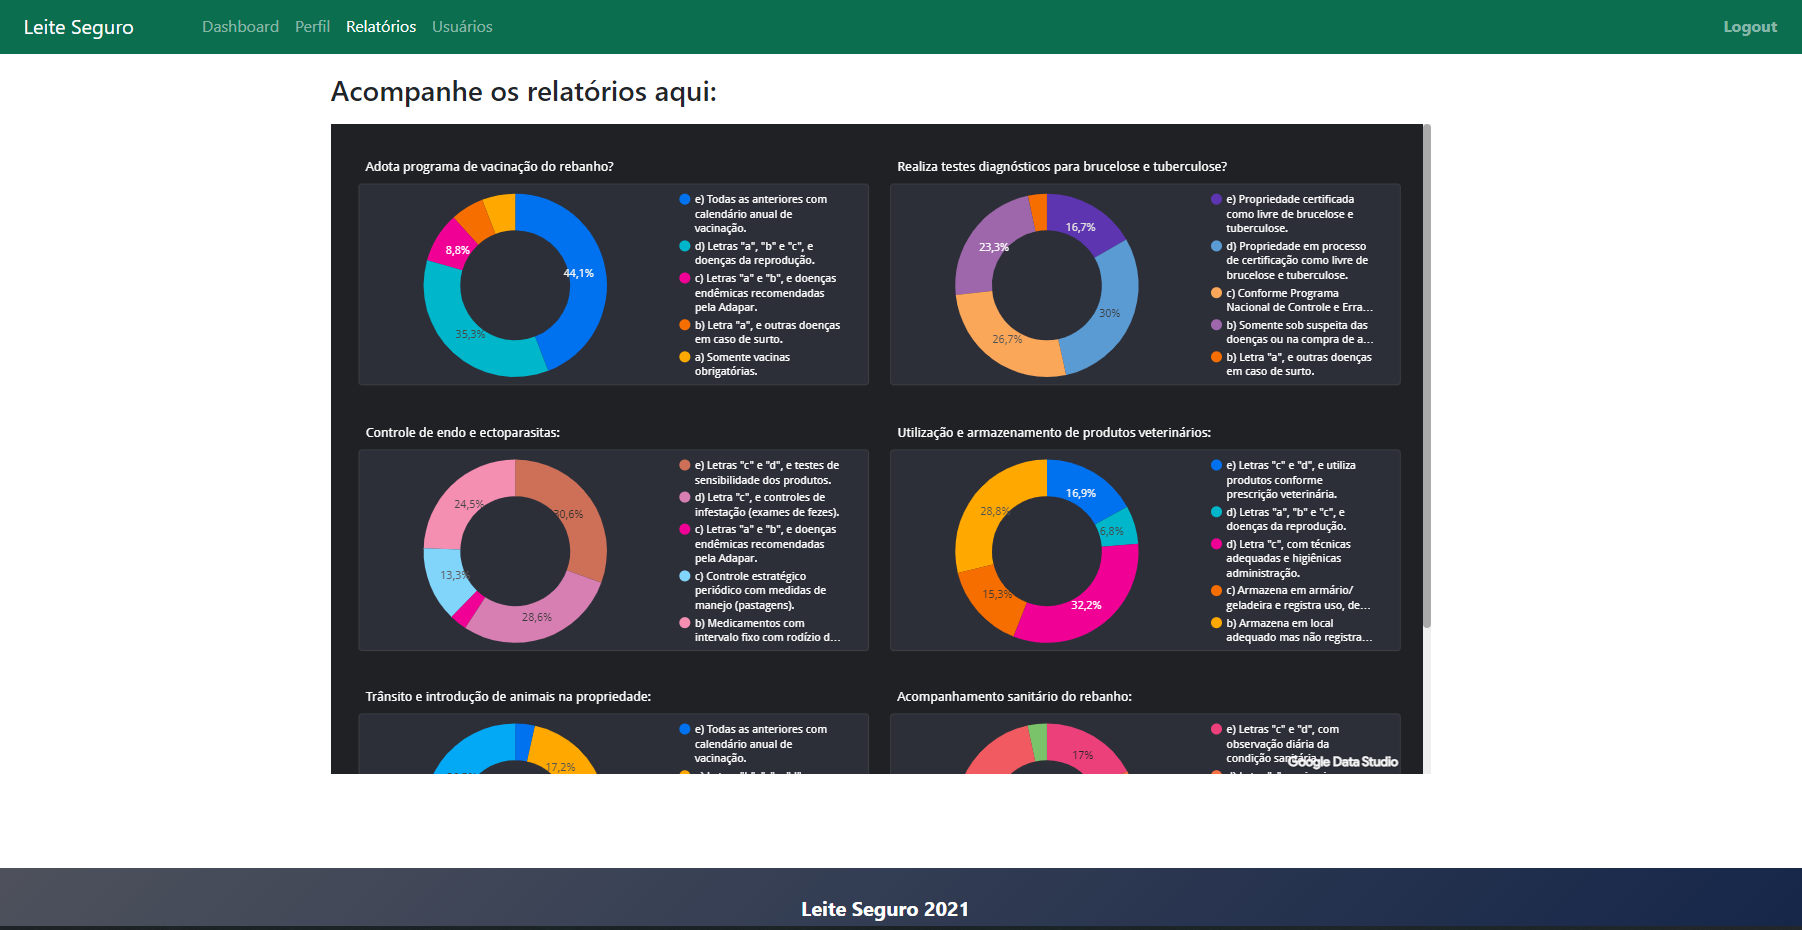 Leite Seguro
Dashboard
Perfil
Relatórios
Usuários
Logout
Acompanhe os relatórios aqui:
Adota programa de vacinação do rebanho?
44,1%
35,3%
8,8%
e) Todas as anteriores com
calendário anual de
vacinação.
d) Letras "a", "b" e "c", e
doenças da reprodução.
c) Letras "a" e "b", e doenças
endêmicas recomendadas
pela Adapar.
b) Letra "a", e outras doenças
em caso de surto.
a) Somente vacinas
obrigatórias.
Realiza testes diagnósticos para brucelose e tuberculose?
16,7%
30%
26,7%
23,3%
e) Propriedade certificada
como livre de brucelose e
tuberculose.
d) Propriedade em processo
de certificação como livre de
brucelose e tuberculose.
c) Conforme Programa
Nacional de Controle e Erra...
b) Somente sob suspeita das
doenças ou na compra de a...
b) Letra "a", e outras doenças
em caso de surto.
Controle de endo e ectoparasitas:
30,6%
28,6%
13,3%
24,5%
e) Letras "c" e "d", e testes de
sensibilidade dos produtos.
d) Letra "c", e controles de
infestação (exames de fezes).
c) Letras "a" e "b", e doenças
endêmicas recomendadas
pela Adapar.
c) Controle estratégico
periódico com medidas de
manejo (pastagens).
b) Medicamentos com
intervalo fixo com rodízio d...
Utilização e armazenamento de produtos veterinários:
16,9%
6,8%
32,2%
15,3%
28,8%
e) Letras "c" e "d", e utiliza
produtos conforme
prescrição veterinária.
d) Letras "a", "b" e "c", e
doenças da reprodução.
d) Letra "c", com técnicas
adequadas e higiênicas
administração.
c) Armazena em armário/
geladeira e registra uso, de...
b) Armazena em local
adequado mas não registra...
Trânsito e introdução de animais na propriedade:
17,2%
e) Todas as anteriores com
calendário anual de
vacinação.
Acompanhamento sanitário do rebanho:
17%
e) Letras "c" e "d", com
observação diária da
condição sanitária.
Google Data Studio
Leite Seguro 2021